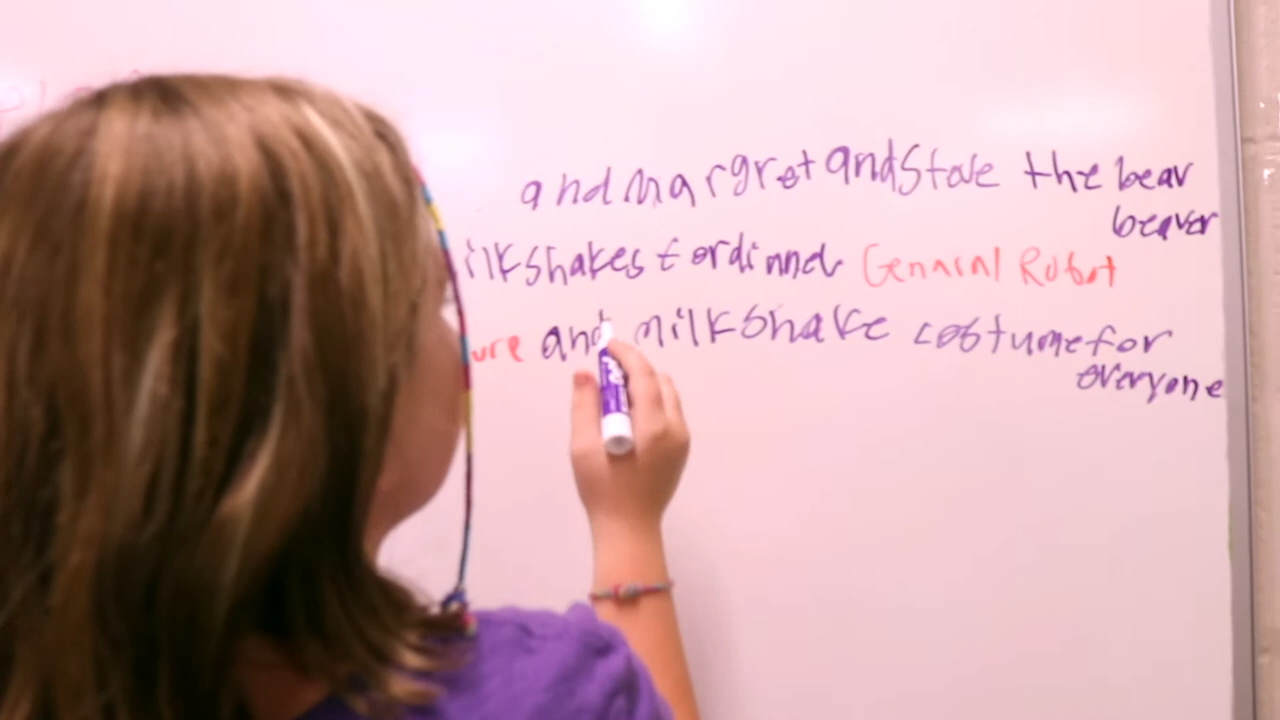 and margret and Steve the bear
beaver
ilkshakes for dinner General Robot
ure and milkshake costume for
everyone